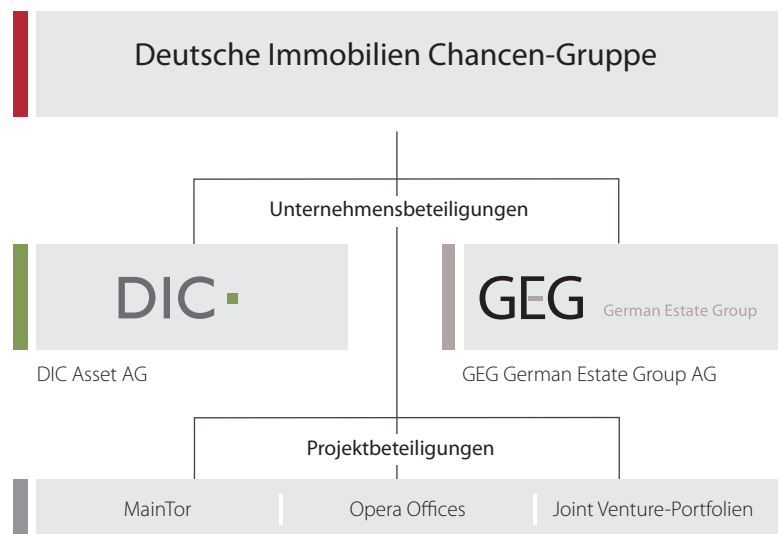 Deutsche Immobilien Chancen-Gruppe
Unternehmensbeteiligungen
DIC
GEG German Estate Group
DIC Asset AG
GEG German Estate Group AG
Projektbeteiligungen
MainTor
Opera Offices
Joint Venture-Portfolien